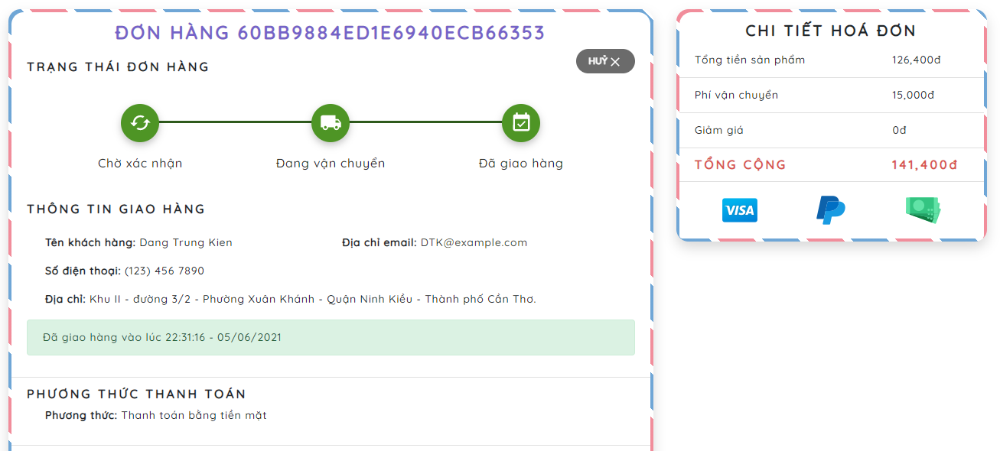 ĐƠN HÀNG 60BB9884ED1E6940ECB66353
TRẠNG THÁI ĐƠN HÀNG
HUỶ
Chờ xác nhận
Đang vận chuyển
Đã giao hàng
THÔNG TIN GIAO HÀNG
Tên khách hàng: Dang Trung Kien
Địa chỉ email: DTK@example.com
Số điện thoại: (123) 456 7890
Địa chỉ: Khu II - đường 3/2 - Phường Xuân Khánh - Quận Ninh Kiều - Thành phố Cần Thơ.
Đã giao hàng vào lúc 22:31:16 - 05/06/2021
PHƯƠNG THỨC THANH TOÁN
Phương thức: Thanh toán bằng tiền mặt
CHI TIẾT HOÁ ĐƠN
Tổng tiền sản phẩm 126,400đ
Phí vận chuyển 15,000đ
Giảm giá 0đ
TỔNG CỘNG 141,400đ
VISA